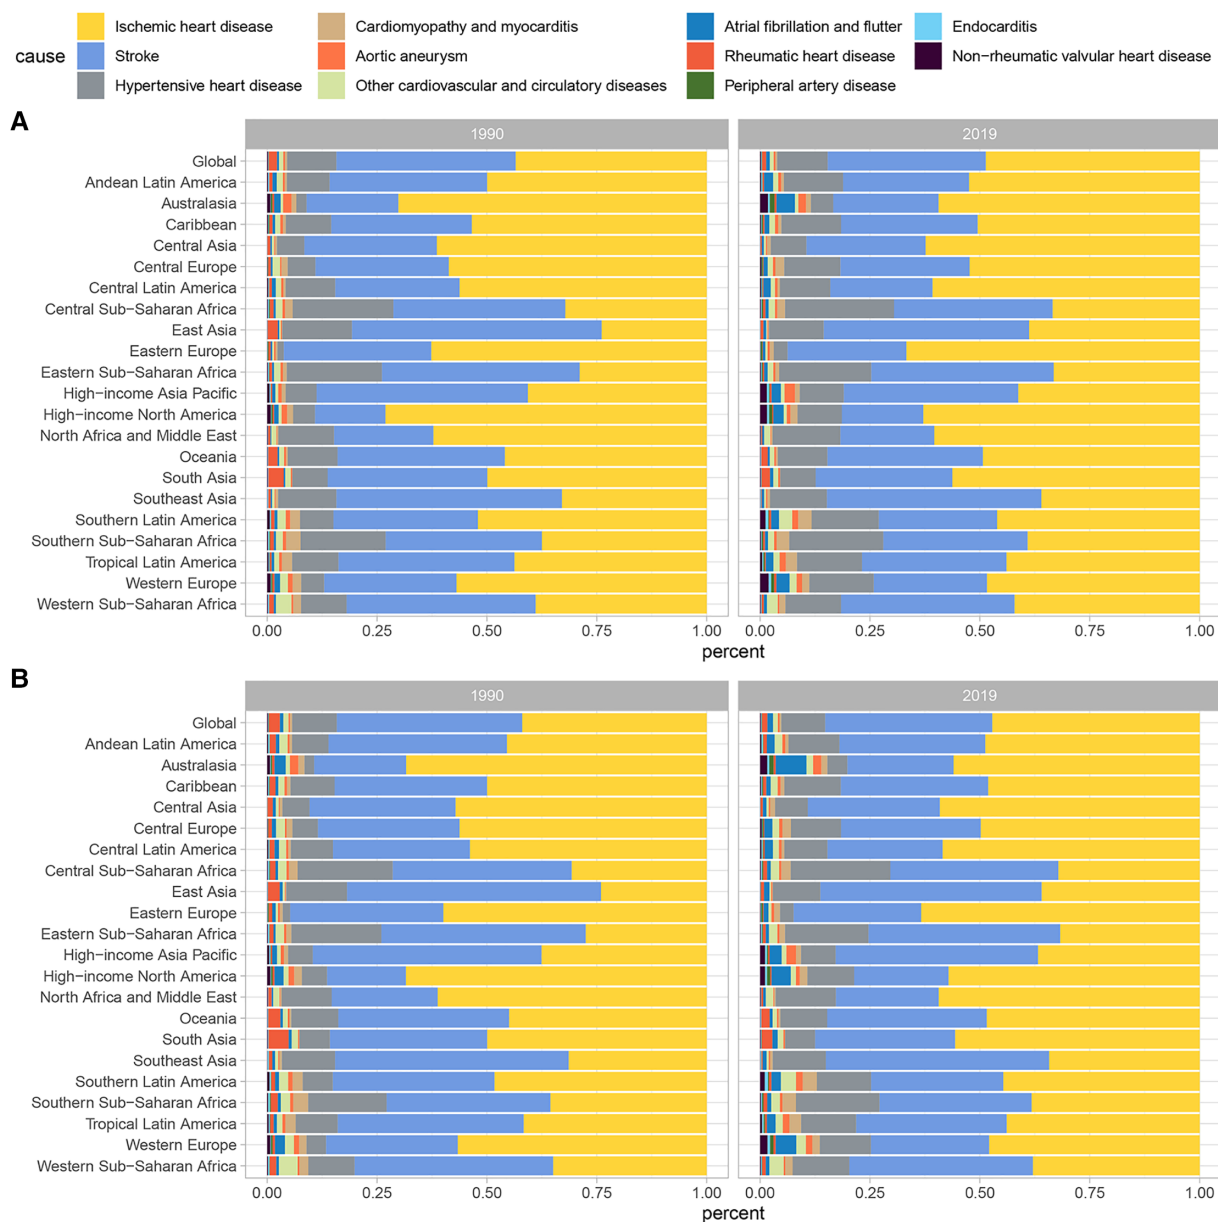 Ischemic heart disease Cardiomyopathy and myocarditis Atrial fibrillation and flutter Endocarditis
cause Stroke Aortic aneurysm Rheumatic heart disease Non−rheumatic valvular heart disease
Hypertensive heart disease Other cardiovascular and circulatory diseases Peripheral artery disease
A
1990 2019
Global
Andean Latin America
Australasia
Caribbean
Central Asia
Central Europe
Central Latin America
Central Sub−Saharan Africa
East Asia
Eastern Europe
Eastern Sub−Saharan Africa
High−income Asia Pacific
High−income North America
North Africa and Middle East
Oceania
South Asia
Southeast Asia
Southern Latin America
Southern Sub−Saharan Africa
Tropical Latin America
Western Europe
Western Sub−Saharan Africa
0.00 0.25 0.50 0.75 1.00 0.00 0.25 0.50 0.75 1.00
percent
B
1990 2019
Global
Andean Latin America
Australasia
Caribbean
Central Asia
Central Europe
Central Latin America
Central Sub−Saharan Africa
East Asia
Eastern Europe
Eastern Sub−Saharan Africa
High−income Asia Pacific
High−income North America
North Africa and Middle East
Oceania
South Asia
Southeast Asia
Southern Latin America
Southern Sub−Saharan Africa
Tropical Latin America
Western Europe
Western Sub−Saharan Africa
0.00 0.25 0.50 0.75 1.00 0.00 0.25 0.50 0.75 1.00
percent